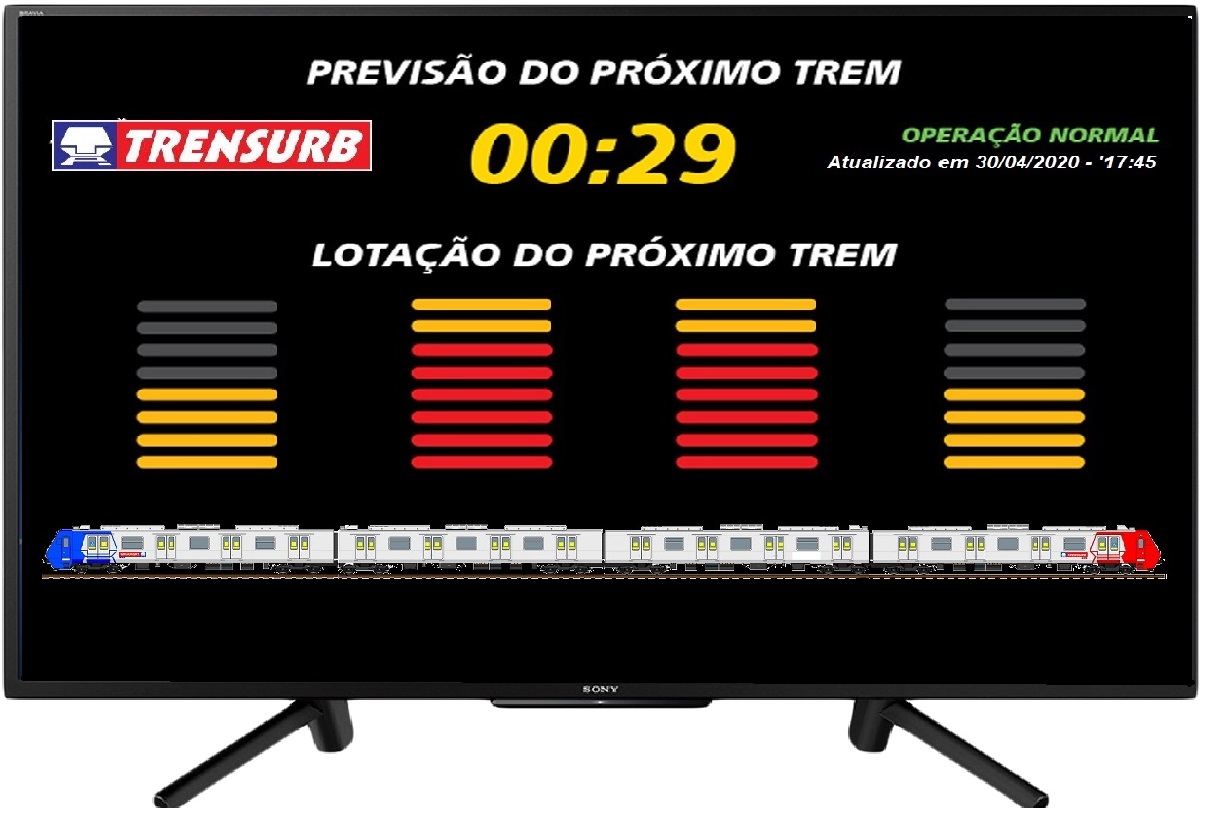 BRAVIA
PREVISÃO DO PRÓXIMO TREM
TRENSURB
00:29
OPERAÇÃO NORMAL
Atualizado em 30/04/2020 - '17:45
LOTAÇÃO DO PRÓXIMO TREM
SONY